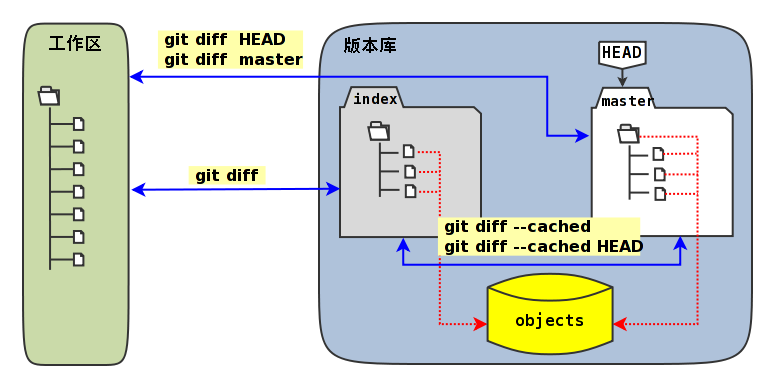 工作区
git diff HEAD
git diff master
版本库
HEAD
index
master
git diff
git diff --cached
git diff --cached HEAD
objects